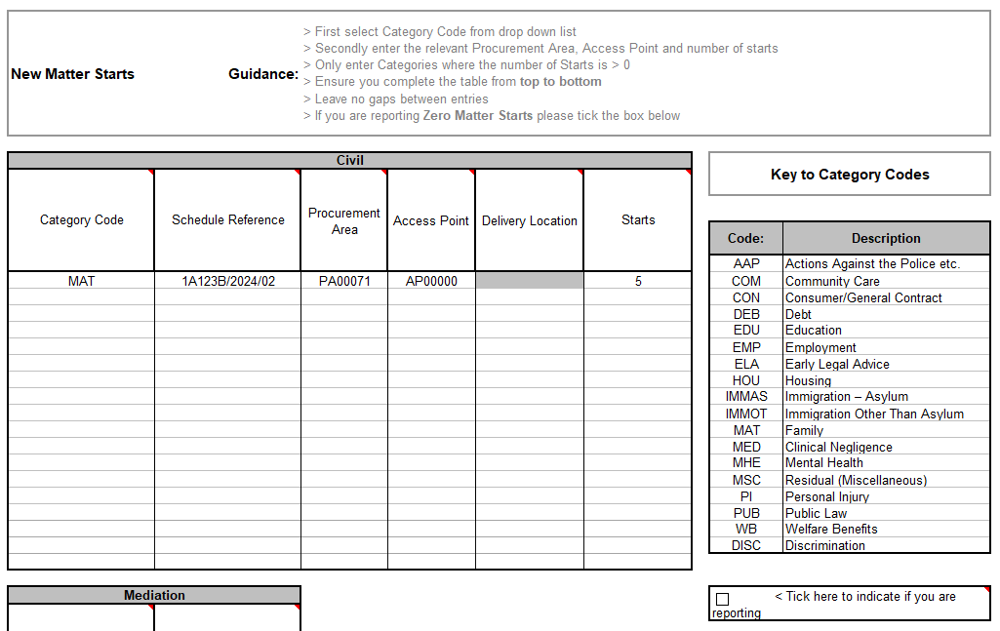 New Matter Starts
Guidance:
> First select Category Code from drop down list
> Secondly enter the relevant Procurement Area, Access Point and number of starts
> Only enter Categories where the number of Starts is > 0
> Ensure you complete the table from top to bottom
> Leave no gaps between entries
> If you are reporting Zero Matter Starts please tick the box below
Civil
Category Code Schedule Reference Procurement Area Access Point Delivery Location Starts
MAT 1A123B/2024/02 PA00071 AP00000 5
Key to Category Codes
Code: Description
AAP Actions Against the Police etc.
COM Community Care
CON Consumer/General Contract
DEB Debt
EDU Education
EMP Employment
ELA Early Legal Advice
HOU Housing
IMMAS Immigration – Asylum
IMMOT Immigration Other Than Asylum
MAT Family
MED Clinical Negligence
MHE Mental Health
MSC Residual (Miscellaneous)
PI Personal Injury
PUB Public Law
WB Welfare Benefits
DISC Discrimination
Mediation
< Tick here to indicate if you are
reporting